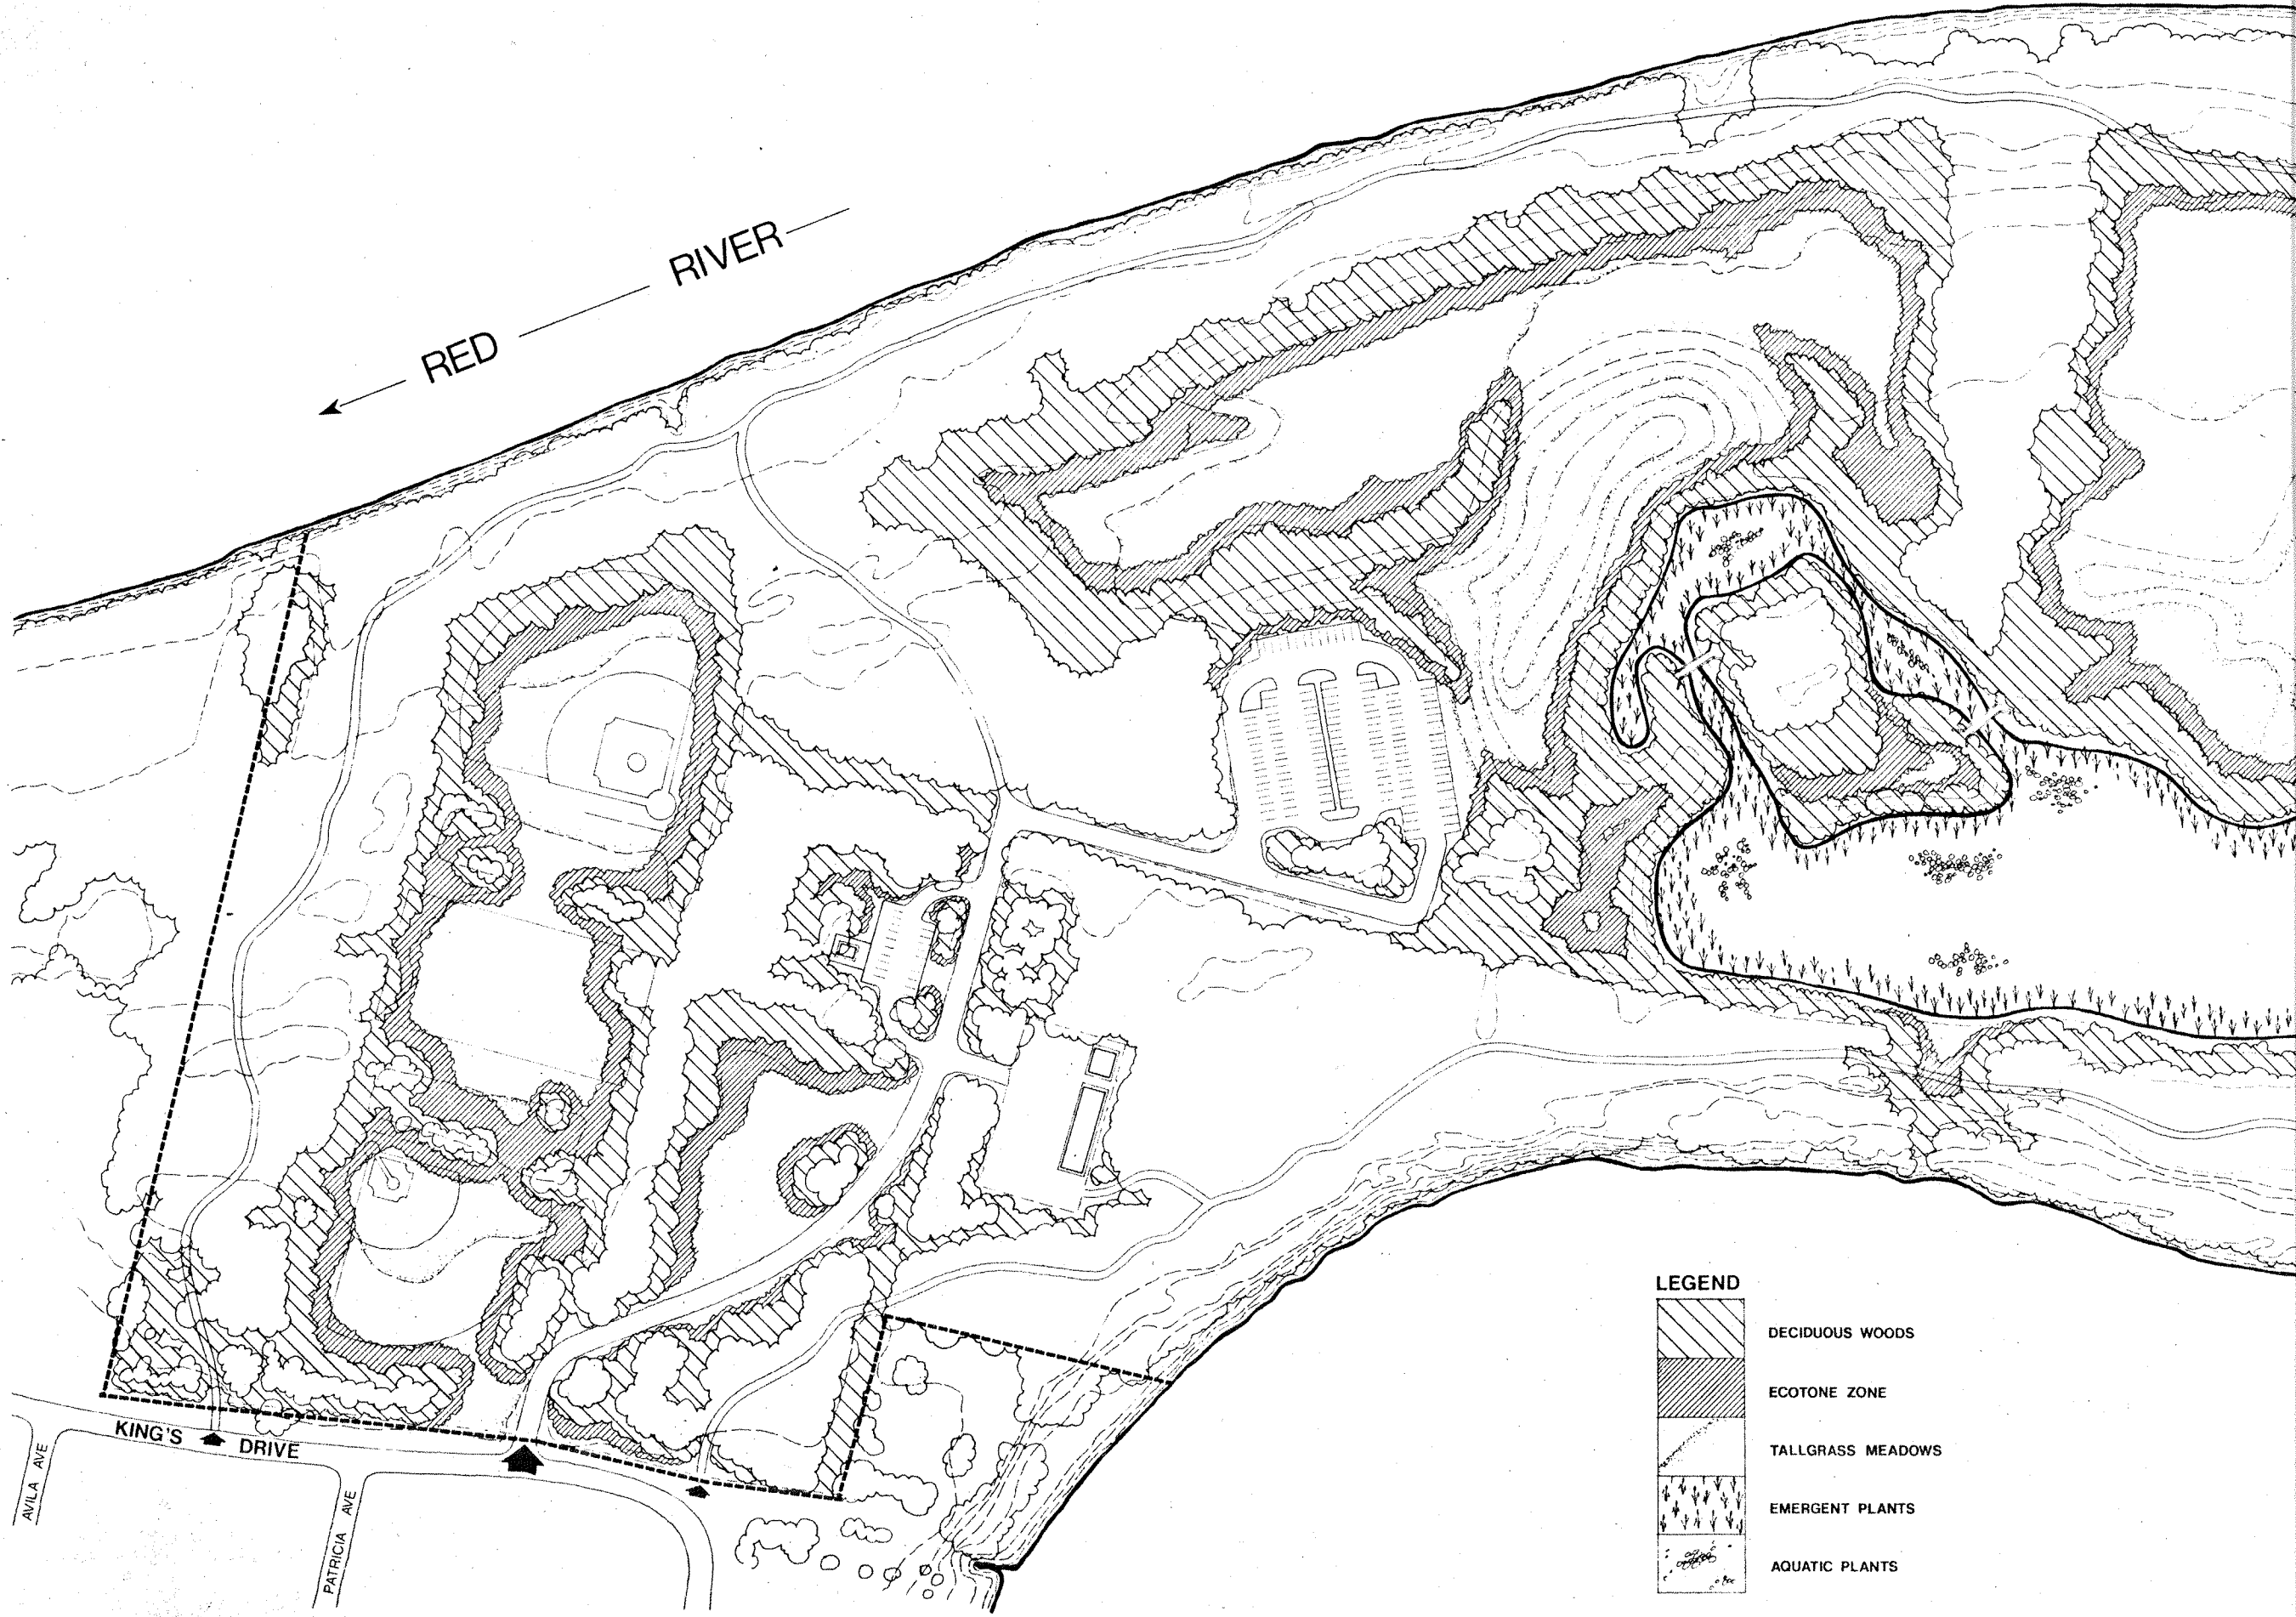 RED RIVER
KING'S DRIVE
AVILA AVE
PATRICIA AVE
LEGEND
DECIDUOUS WOODS
ECOTONE ZONE
TALLGRASS MEADOWS
EMERGENT PLANTS
AQUATIC PLANTS